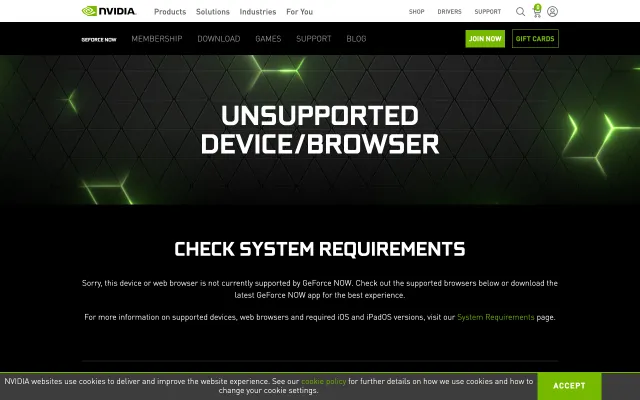 NVIDIA.
Products Solutions Industries For You
SHOP DRIVERS SUPPORT
3
GEFORCE NOW MEMBERSHIP DOWNLOAD GAMES SUPPORT BLOG
JOIN NOW GIFT CARDS
UNSUPPORTED
DEVICE/BROWSER
CHECK SYSTEM REQUIREMENTS
Sorry, this device or web browser is not currently supported by GeForce NOW. Check out the supported browsers below or download the
latest GeForce NOW app for the best experience.
For more information on supported devices, web browsers and required iOS and iPadOS versions, visit our System Requirements page.
NVIDIA websites use cookies to deliver and improve the website experience. See our cookie policy for further details on how we use cookies and how to
change your cookie settings.
ACCEPT